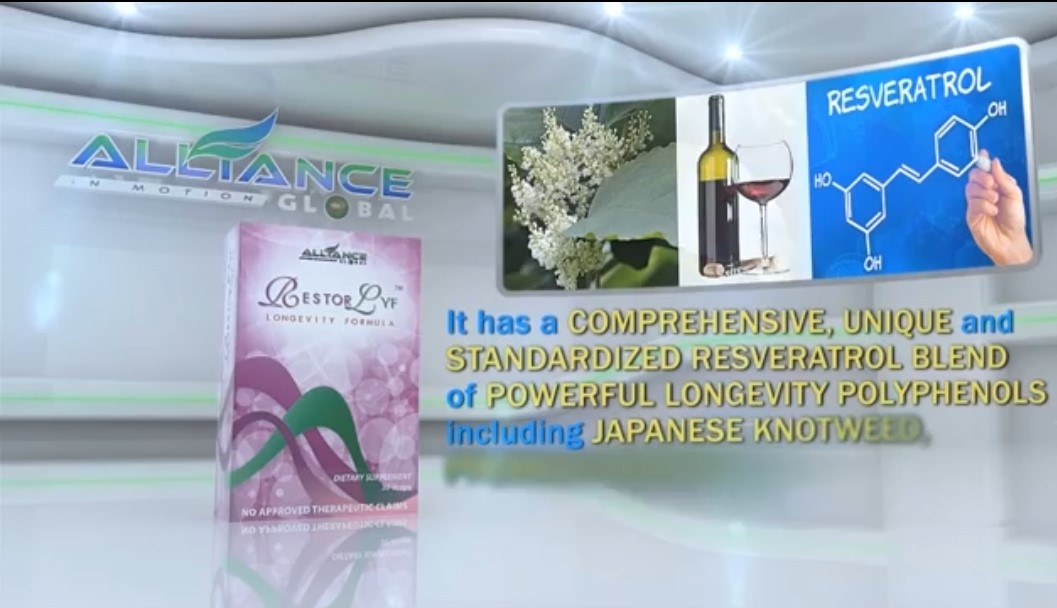 ALLIANCE
IN MOTION
GLOBAL
ALLIANCE
GLOBAL
RESTORLYF™
LONGEVITY FORMULA
DIETARY SUPPLEMENT
NO APPROVED THERAPEUTIC CLAIMS
RESVERATROL
OH
HO
OH
It has a COMPREHENSIVE, UNIQUE and
STANDARDIZED RESVERATROL BLEND
of POWERFUL LONGEVITY POLYPHENOLS
including JAPANESE KNOTWEED,